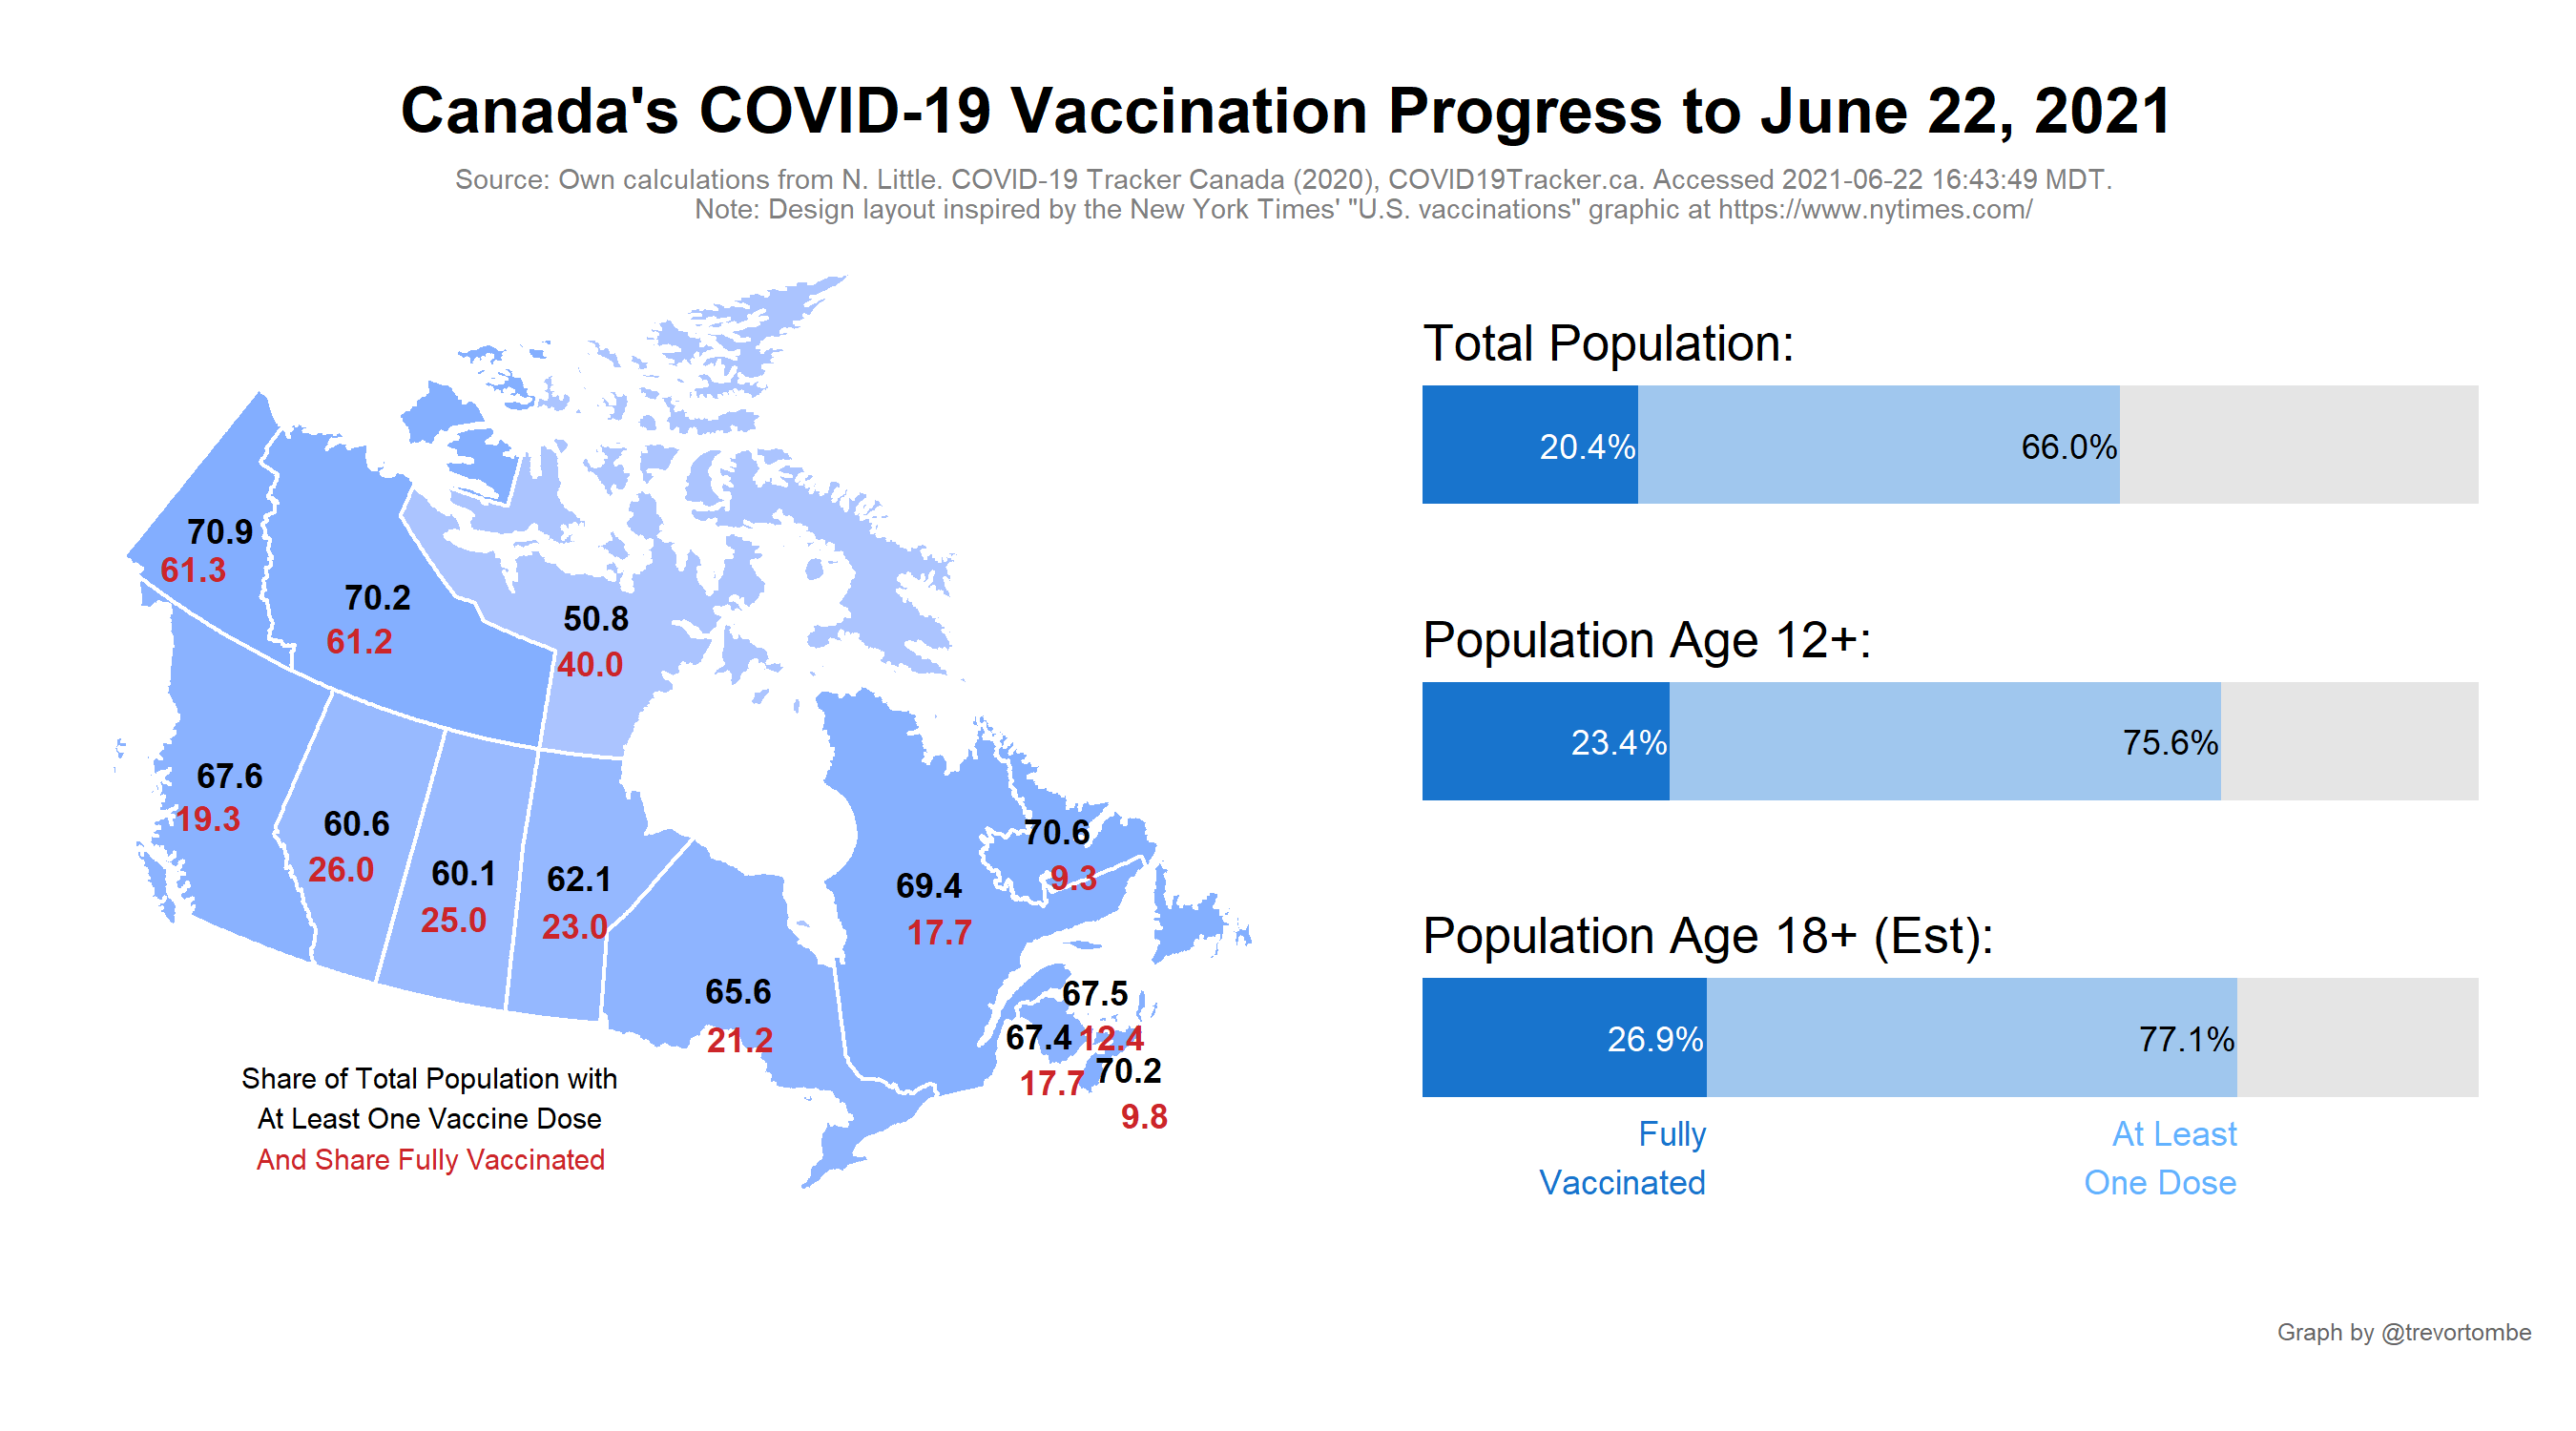 Canada's COVID-19 Vaccination Progress to June 22, 2021
Source: Own calculations from N. Little. COVID-19 Tracker Canada (2020), COVID19Tracker.ca. Accessed 2021-06-22 16:43:49 MDT.
Note: Design layout inspired by the New York Times' "U.S. vaccinations" graphic at https://www.nytimes.com/
70.9
61.3
70.2
61.2
50.8
40.0
67.6
19.3
60.6
26.0
60.1
25.0
62.1
23.0
65.6
21.2
69.4
17.7
70.6
9.3
67.5
12.4
67.4
17.7
70.2
9.8
Share of Total Population with
At Least One Vaccine Dose
And Share Fully Vaccinated
Total Population:
20.4% 66.0%
Population Age 12+:
23.4% 75.6%
Population Age 18+ (Est):
26.9% 77.1%
Fully
Vaccinated
At Least
One Dose
Graph by @trevortombe